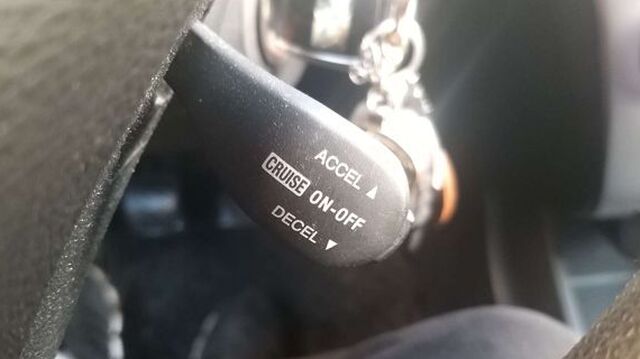 ACCEL ▲
CRUISE ON-OFF
DECEL ▼